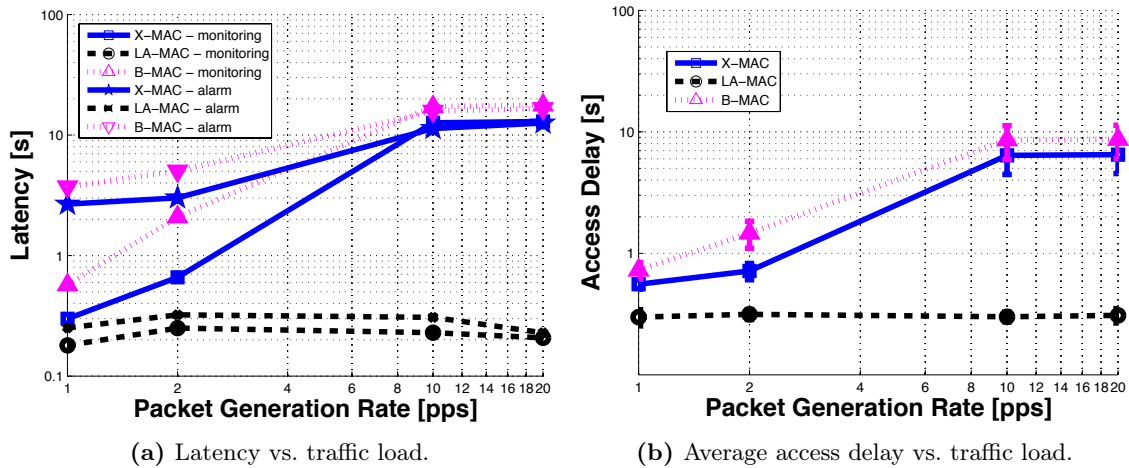 100
10
1
0.1
Latency [s]
X-MAC - monitoring
LA-MAC - monitoring
B-MAC - monitoring
X-MAC - alarm
LA-MAC - alarm
B-MAC - alarm
1 2 4 6 8 10 12 14 16 18 20
Packet Generation Rate [pps]
(a) Latency vs. traffic load.
100
10
1
Access Delay [s]
X-MAC
LA-MAC
B-MAC
1 2 4 6 8 10 12 14 16 18 20
Packet Generation Rate [pps]
(b) Average access delay vs. traffic load.